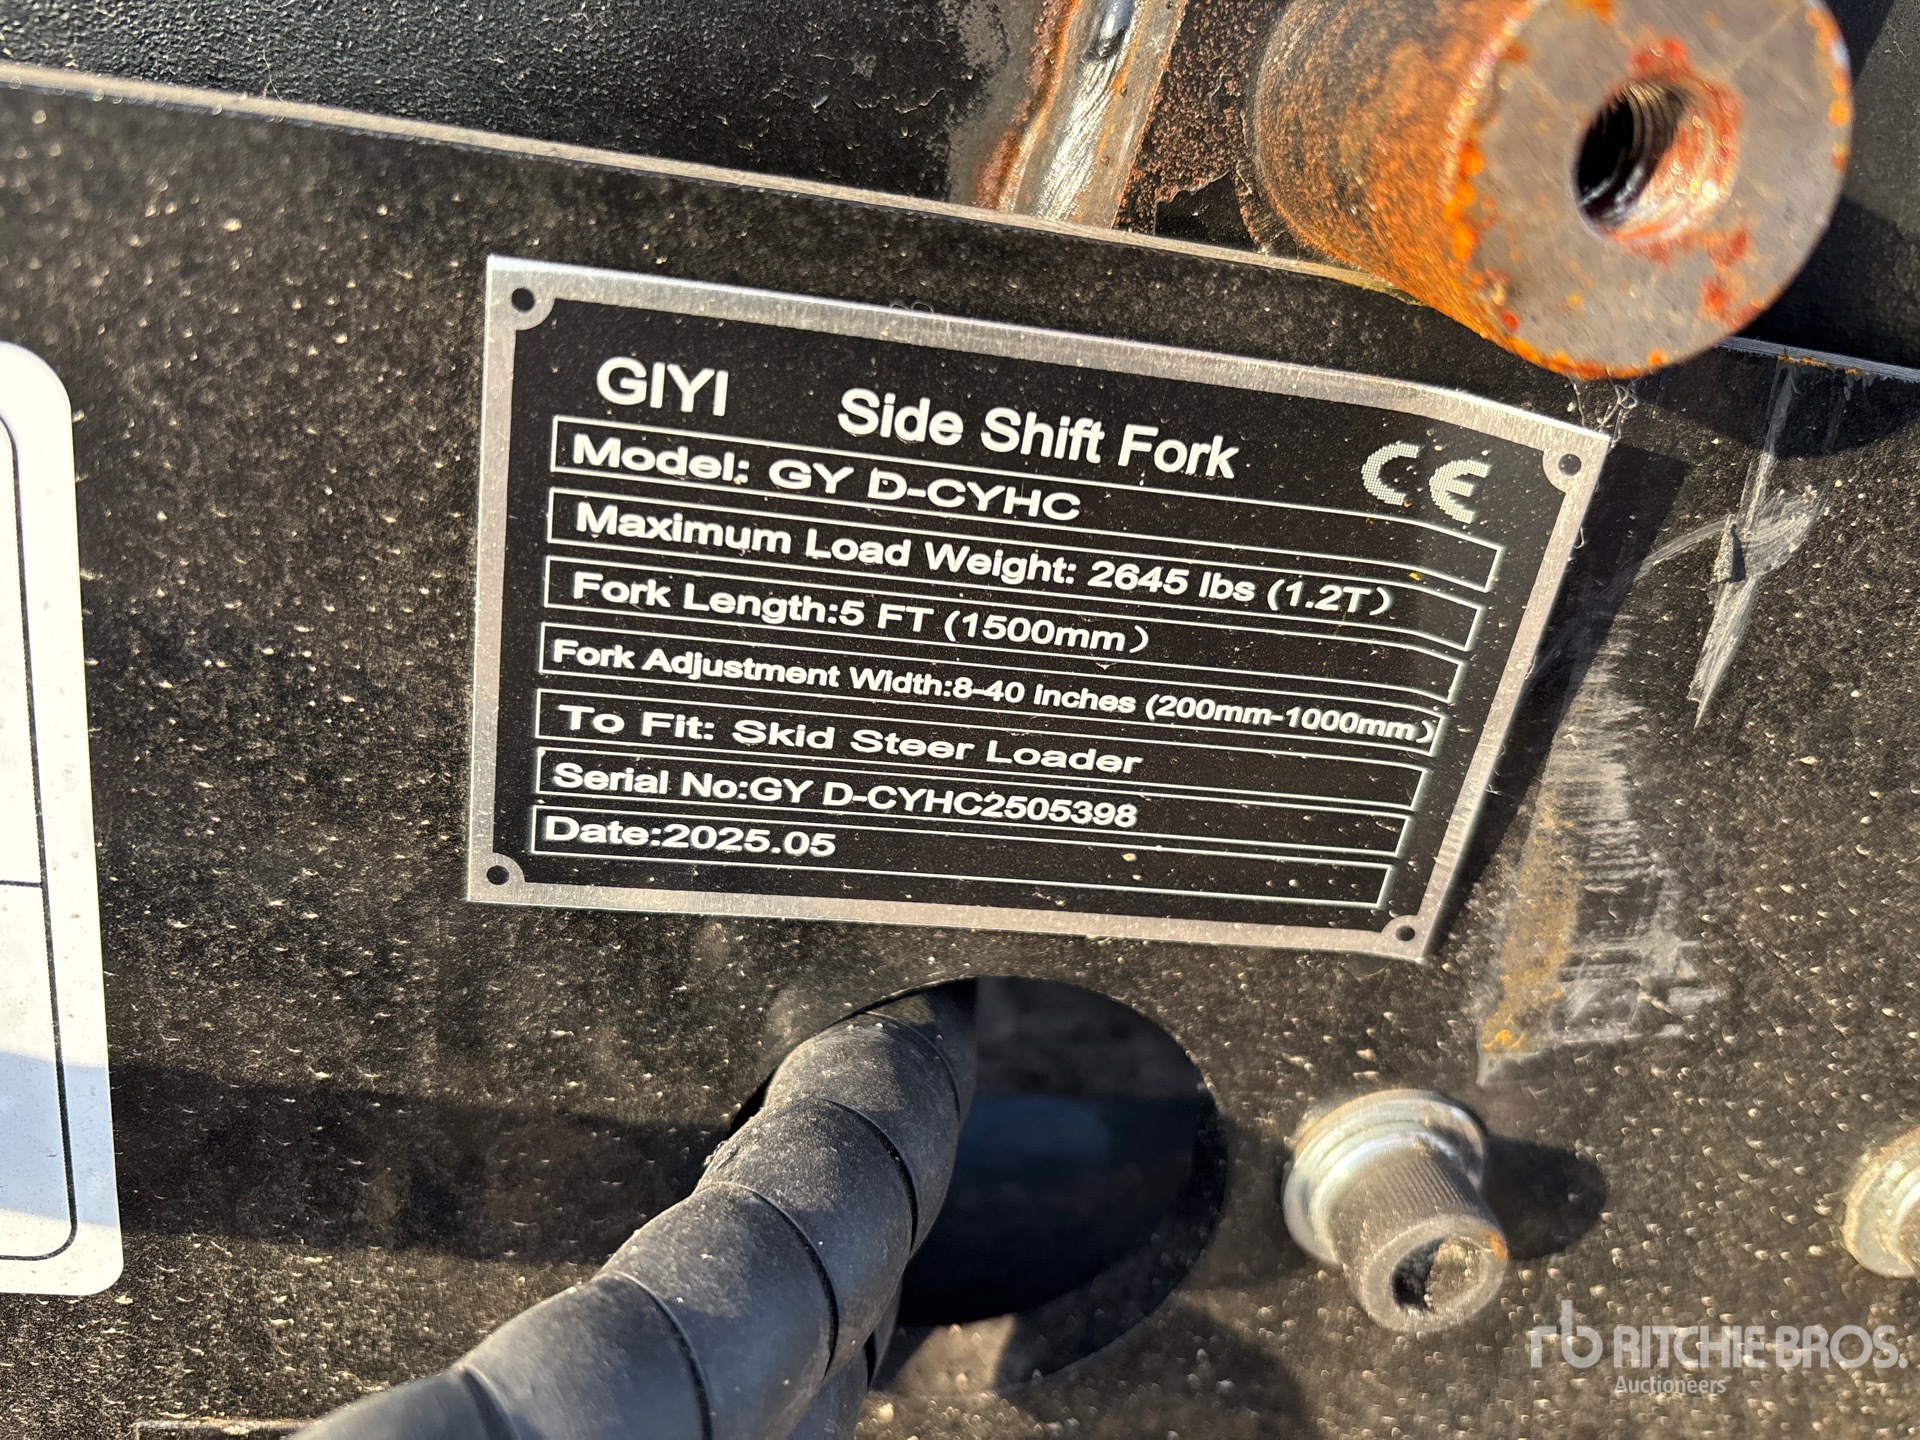 GIYI Side Shift Fork
CE
Model: GY D-CYHC
Maximum Load Weight: 2645 lbs (1.2T)
Fork Length:5 FT (1500mm)
Fork Adjustment Width:8-40 inches (200mm-1000mm)
To Fit: Skid Steer Loader
Serial No:GY D-CYHC2505398
Date:2025.05
rb RITCHIE BROS.
Auctioneers